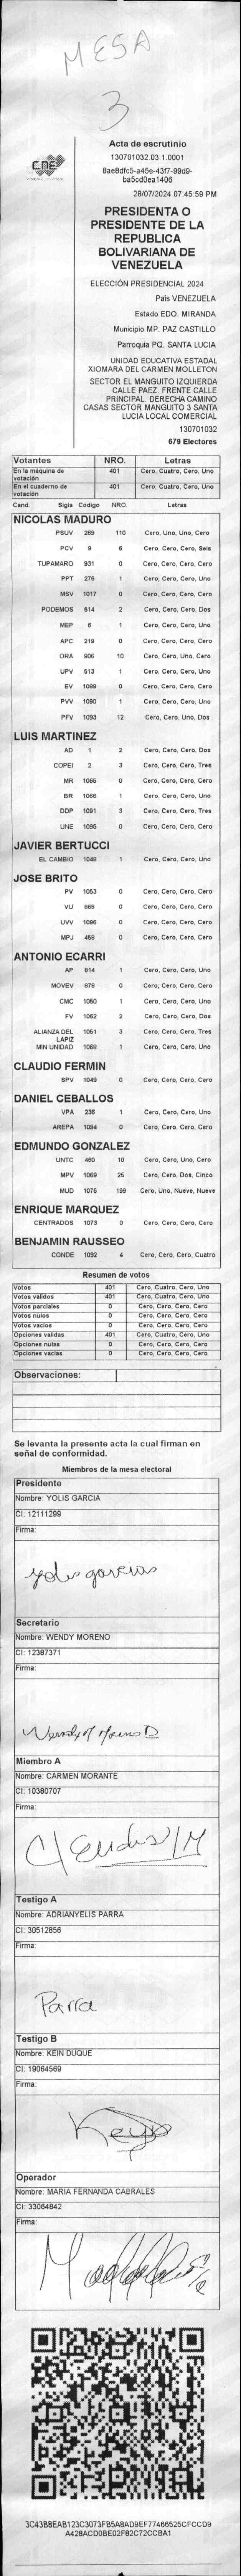 MESA
3
Acta de escrutinio
130701032.03.1.0001
8ae8dfc5-a45e-43f7-99d9-
ba5cd0ea1406
28/07/2024 07:45:59 PM
CNE
PRESIDENTA O
PRESIDENTE DE LA
REPUBLICA
BOLIVARIANA DE
VENEZUELA
ELECCIÓN PRESIDENCIAL 2024
País VENEZUELA
Estado EDO. MIRANDA
Municipio MP. PAZ CASTILLO
Parroquia PQ. SANTA LUCIA
UNIDAD EDUCATIVA ESTADAL
XIOMARA DEL CARMEN MOLLETON
SECTOR EL MANGUITO IZQUIERDA
CALLE PAEZ. FRENTE CALLE
PRINCIPAL. DERECHA CAMINO
CASAS SECTOR MANGUITO 3 SANTA
LUCIA LOCAL COMERCIAL
130701032
679 Electores
Votantes NRO. Letras
En la máquina de votación 401 Cero, Cuatro, Cero, Uno
En el cuaderno de votación 401 Cero, Cuatro, Cero, Uno
Cand. Sigla Código NRO. Letras
NICOLAS MADURO
PSUV 269 110 Cero, Uno, Uno, Cero
PCV 9 6 Cero, Cero, Cero, Seis
TUPAMARO 931 0 Cero, Cero, Cero, Cero
PPT 276 1 Cero, Cero, Cero, Uno
MSV 1017 0 Cero, Cero, Cero, Cero
PODEMOS 514 2 Cero, Cero, Cero, Dos
MEP 6 1 Cero, Cero, Cero, Uno
APC 219 0 Cero, Cero, Cero, Cero
ORA 906 10 Cero, Cero, Uno, Cero
UPV 513 1 Cero, Cero, Cero, Uno
EV 1089 0 Cero, Cero, Cero, Cero
PVV 1090 1 Cero, Cero, Cero, Uno
PFV 1093 12 Cero, Cero, Uno, Dos
LUIS MARTINEZ
AD 1 2 Cero, Cero, Cero, Dos
COPEI 2 3 Cero, Cero, Cero, Tres
MR 1065 0 Cero, Cero, Cero, Cero
BR 1066 1 Cero, Cero, Cero, Uno
DDP 1091 3 Cero, Cero, Cero, Tres
UNE 1095 0 Cero, Cero, Cero, Cero
JAVIER BERTUCCI
EL CAMBIO 1048 1 Cero, Cero, Cero, Uno
JOSE BRITO
PV 1053 0 Cero, Cero, Cero, Cero
VU 869 0 Cero, Cero, Cero, Cero
UVV 1096 0 Cero, Cero, Cero, Cero
MPJ 459 0 Cero, Cero, Cero, Cero
ANTONIO ECARRI
AP 914 1 Cero, Cero, Cero, Uno
MOVEV 879 0 Cero, Cero, Cero, Cero
CMC 1050 1 Cero, Cero, Cero, Uno
FV 1062 2 Cero, Cero, Cero, Dos
ALIANZA DEL LAPIZ 1051 3 Cero, Cero, Cero, Tres
MIN UNIDAD 1068 1 Cero, Cero, Cero, Uno
CLAUDIO FERMIN
SPV 1049 0 Cero, Cero, Cero, Cero
DANIEL CEBALLOS
VPA 236 1 Cero, Cero, Cero, Uno
AREPA 1094 0 Cero, Cero, Cero, Cero
EDMUNDO GONZALEZ
UNTC 460 10 Cero, Cero, Uno, Cero
MPV 1069 25 Cero, Cero, Dos, Cinco
MUD 1075 199 Cero, Uno, Nueve, Nueve
ENRIQUE MARQUEZ
CENTRADOS 1073 0 Cero, Cero, Cero, Cero
BENJAMIN RAUSSEO
CONDE 1092 4 Cero, Cero, Cero, Cuatro
Resumen de votos
Votos 401 Cero, Cuatro, Cero, Uno
Votos validos 401 Cero, Cuatro, Cero, Uno
Votos parciales 0 Cero, Cero, Cero, Cero
Votos nulos 0 Cero, Cero, Cero, Cero
Votos vacios 0 Cero, Cero, Cero, Cero
Opciones validas 401 Cero, Cuatro, Cero, Uno
Opciones nulas 0 Cero, Cero, Cero, Cero
Opciones vacias 0 Cero, Cero, Cero, Cero
Observaciones:
Se levanta la presente acta la cual firman en
señal de conformidad.
Miembros de la mesa electoral
Presidente
Nombre: YOLIS GARCIA
CI: 12111299
Firma:
Yolis garcias
Secretario
Nombre: WENDY MORENO
CI: 12387371
Firma:
Miembro A
Nombre: CARMEN MORANTE
CI: 10380707
Firma:
Testigo A
Nombre: ADRIANYELIS PARRA
CI: 30512856
Firma:
Parra
Testigo B
Nombre: KEIN DUQUE
CI: 19064569
Firma:
Operador
Nombre: MARIA FERNANDA CABRALES
CI: 33064842
Firma:
3C43B8EAB123C3073FB5A8AD9EF77466525CFCCD9
A428ACD0BE02F82C72CCBA1